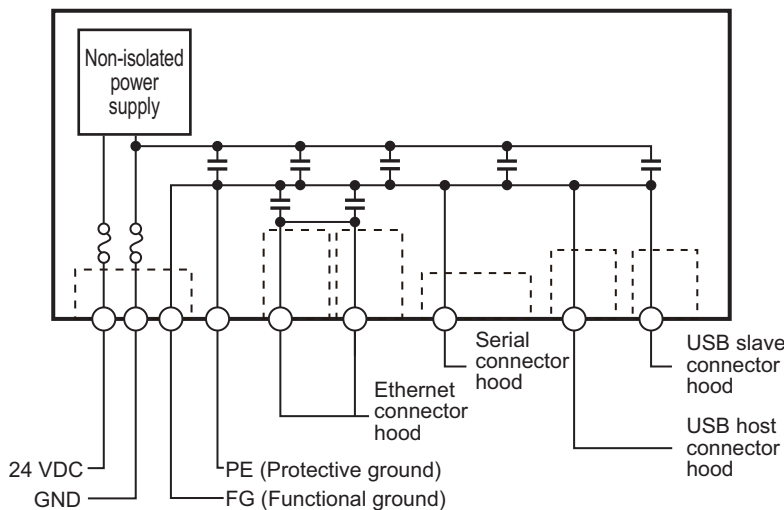 Non-isolated
power
supply
Serial
connector
hood
USB slave
connector
hood
Ethernet
connector
hood
USB host
connector
hood
24 VDC
PE (Protective ground)
GND
FG (Functional ground)